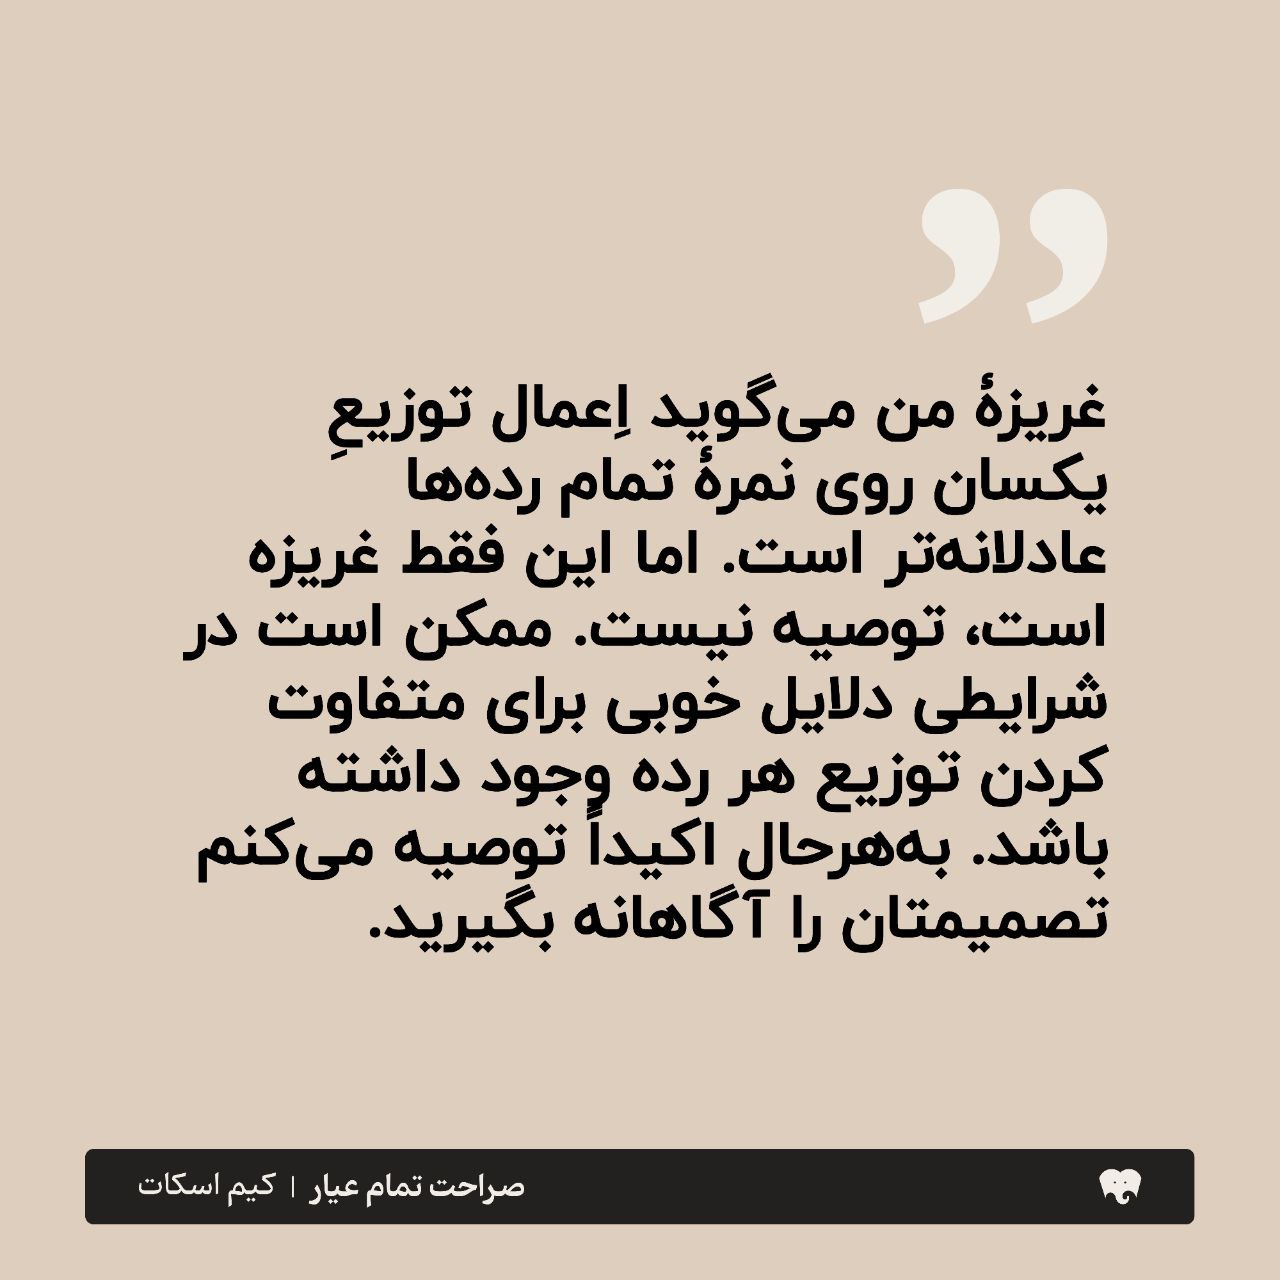 ”
غریزهٔ من می‌گوید اِعمال توزیعِ
یکسان روی نمرهٔ تمام رده‌ها
عادلانه‌تر است. اما این فقط غریزه
است، توصیه نیست. ممکن است در
شرایطی دلایل خوبی برای متفاوت
کردن توزیع هر رده وجود داشته
باشد. به‌هرحال اکیداً توصیه می‌کنم
تصمیمتان را آگاهانه بگیرید.
صراحت تمام عیار | کیم اسکات